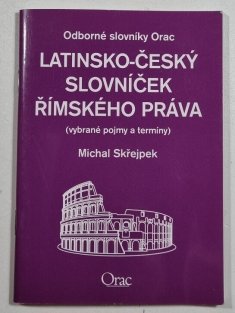 Odborné slovníky Orac
LATINSKO-ČESKÝ
SLOVNÍČEK
ŘÍMSKÉHO PRÁVA
(vybrané pojmy a termíny)
Michal Skřejpek
Orac